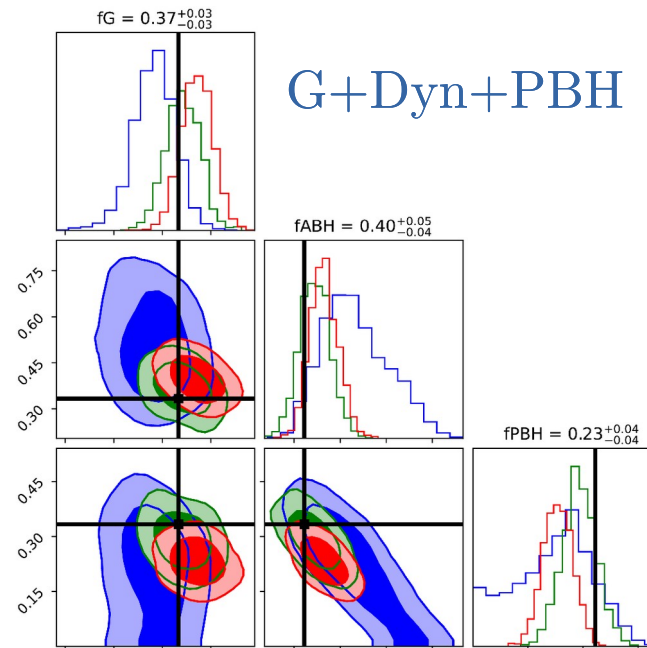 fG = 0.37^{+0.03}_{-0.03}
G+Dyn+PBH
fABH = 0.40^{+0.05}_{-0.04}
0.75
0.60
0.45
0.30
fPBH = 0.23^{+0.04}_{-0.04}
0.45
0.30
0.15